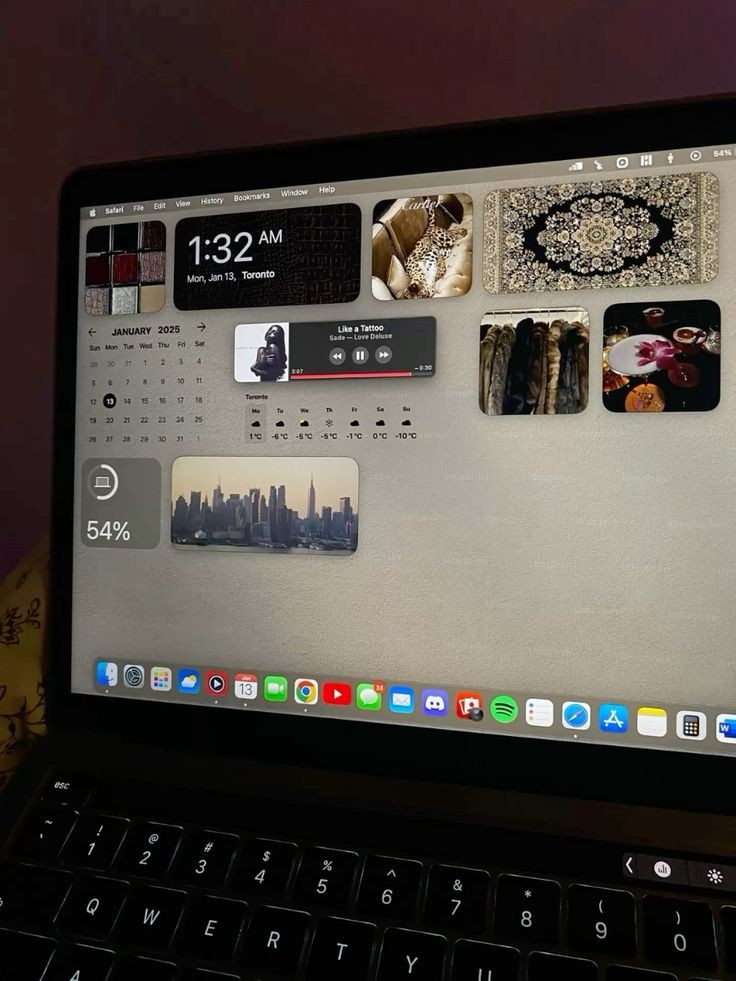 Safari File Edit View History Bookmarks Window Help
54%
1:32 AM
Mon, Jan 13, Toronto
Cartier
JANUARY 2025
Sun Mon Tue Wed Thu Fri Sat
29 30 31 1 2 3 4
5 6 7 8 9 10 11
12 13 14 15 16 17 18
19 20 21 22 23 24 25
26 27 28 29 30 31 1
Like a Tattoo
Sade — Love Deluxe
3:07 -0:30
Toronto
Mo Tu We Th Fr Sa Su
1°C -6°C -5°C -5°C -1°C 0°C -10°C
54%
JAN
13
33
W
esc
~ ! @ # $ % ^ & * ( )
1 2 3 4 5 6 7 8 9 0
Q W E R T Y U
A